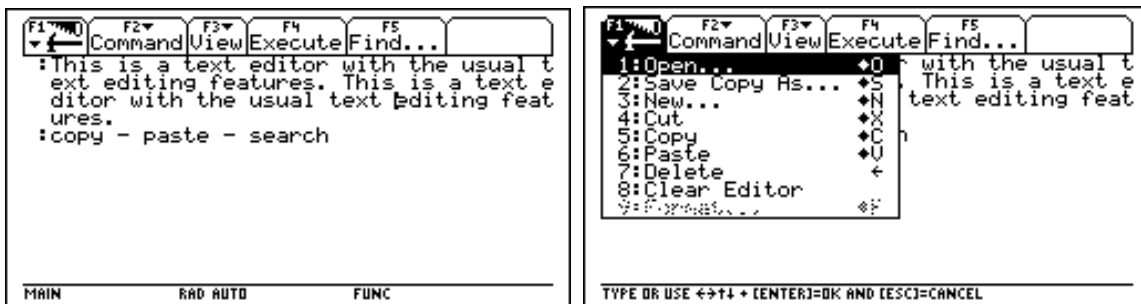 F1 F2 F3 F4 F5
Command View Execute Find...
:This is a text editor with the usual t
ext editing features. This is a text e
ditor with the usual text editing feat
ures.
:copy - paste - search
MAIN RAD AUTO FUNC
F1 F2 F3 F4 F5
Command View Execute Find...
1:Open... ◆O r with the usual t
2:Save Copy As... ◆S . This is a text e
3:New... ◆N text editing feat
4:Cut ◆X
5:Copy ◆C h
6:Paste ◆V
7:Delete ←
8:Clear Editor
9:Format... ◆F
TYPE OR USE ←→↑↓ + [ENTER]=OK AND [ESC]=CANCEL